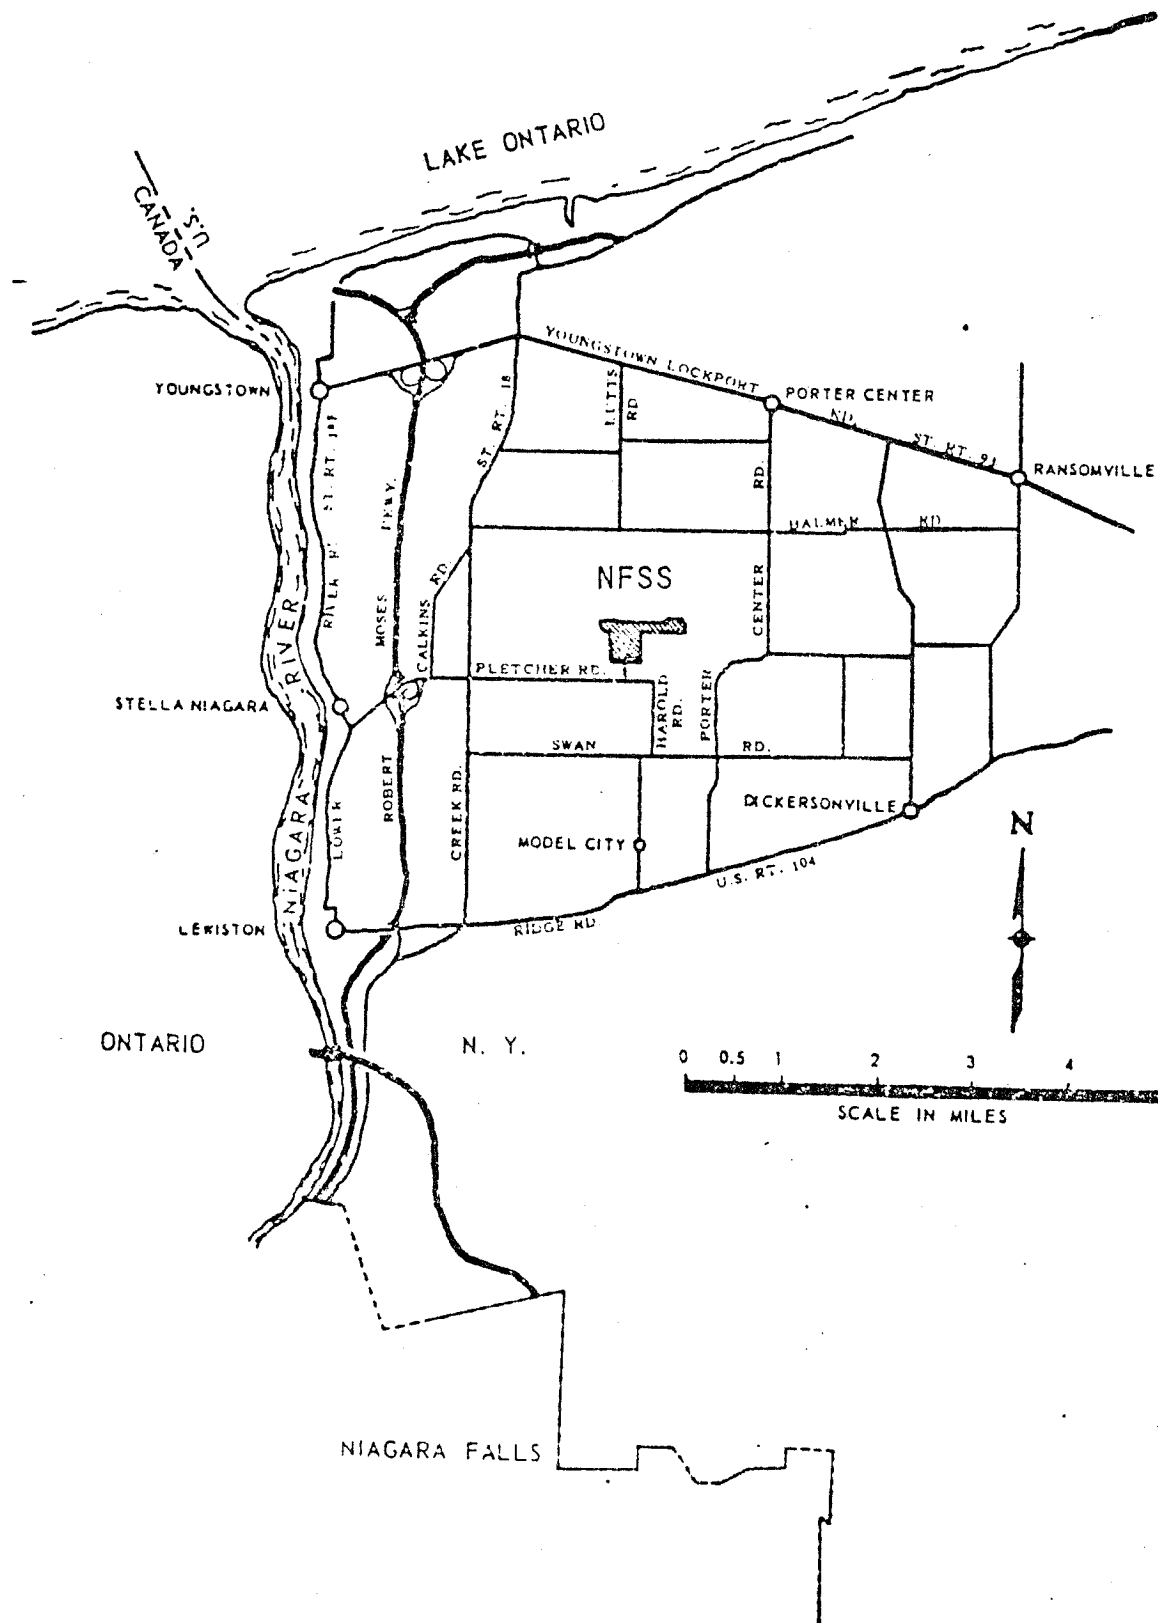 LAKE ONTARIO
U.S.
CANADA
YOUNGSTOWN LOCKPORT
RD.
ST. RT. 93
YOUNGSTOWN
PORTER CENTER
RANSOMVILLE
ST. RT. 18
LUTTS
RD
RD.
BALMER RD
RIVER RD ST. RT.
MOSES PKWY.
CALKINS RD.
NFSS
CENTER
NIAGARA RIVER
PLETCHER RD.
HAROLD
RD.
PORTER
STELLA NIAGARA
SWAN RD.
ROBERT
LOWER
CREEK RD.
DICKERSONVILLE
MODEL CITY
U.S. RT. 104
N
LEWISTON
RIDGE RD.
ONTARIO
N. Y.
0 0.5 1 2 3 4
SCALE IN MILES
NIAGARA FALLS